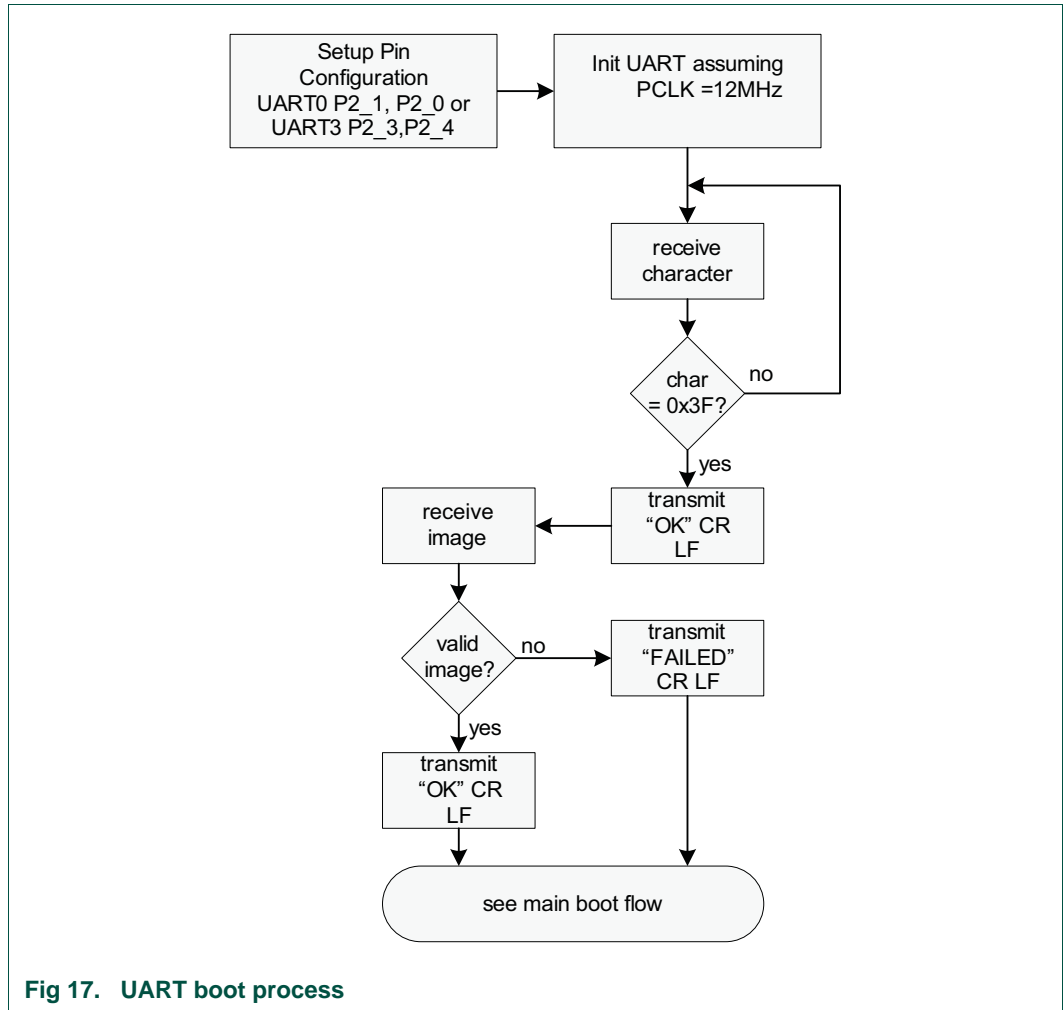 Setup Pin
Configuration
UART0 P2_1, P2_0 or
UART3 P2_3,P2_4
Init UART assuming
PCLK =12MHz
receive
character
char
= 0x3F?
no
yes
transmit
“OK” CR
LF
receive
image
valid
image?
no
transmit
“FAILED”
CR LF
yes
transmit
“OK” CR
LF
see main boot flow
Fig 17. UART boot process